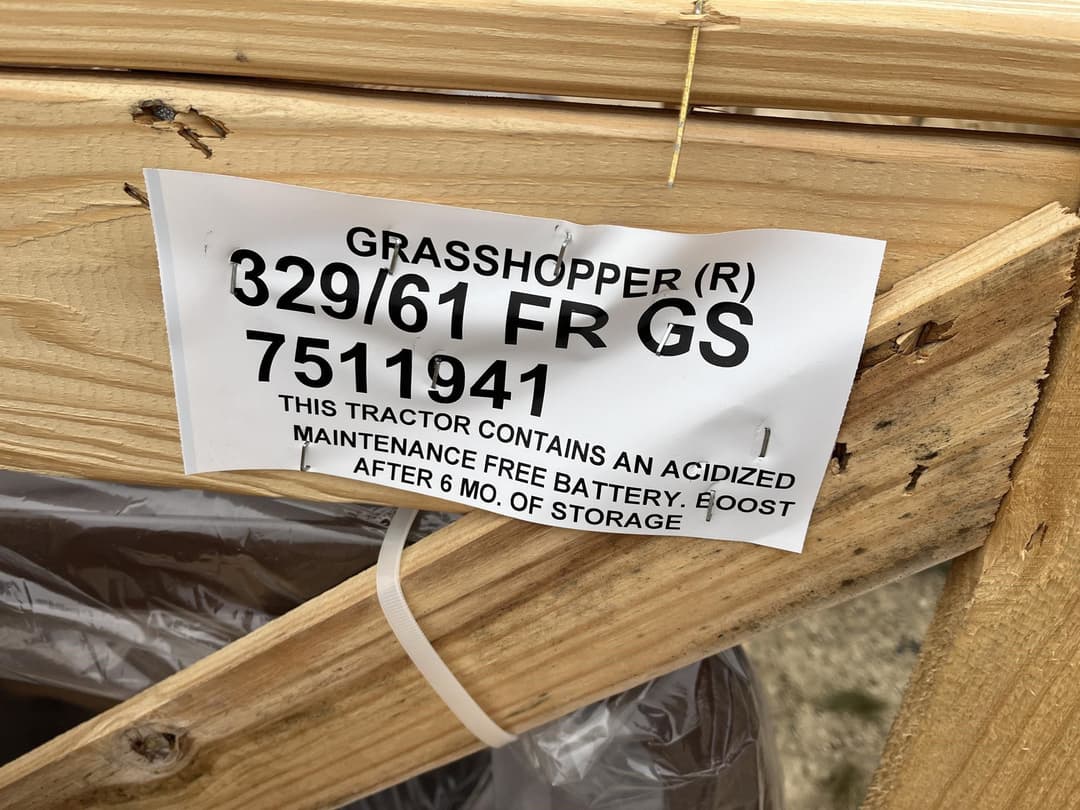 GRASSHOPPER (R)
329/61 FR GS
7511941
THIS TRACTOR CONTAINS AN ACIDIZED
MAINTENANCE FREE BATTERY. BOOST
AFTER 6 MO. OF STORAGE